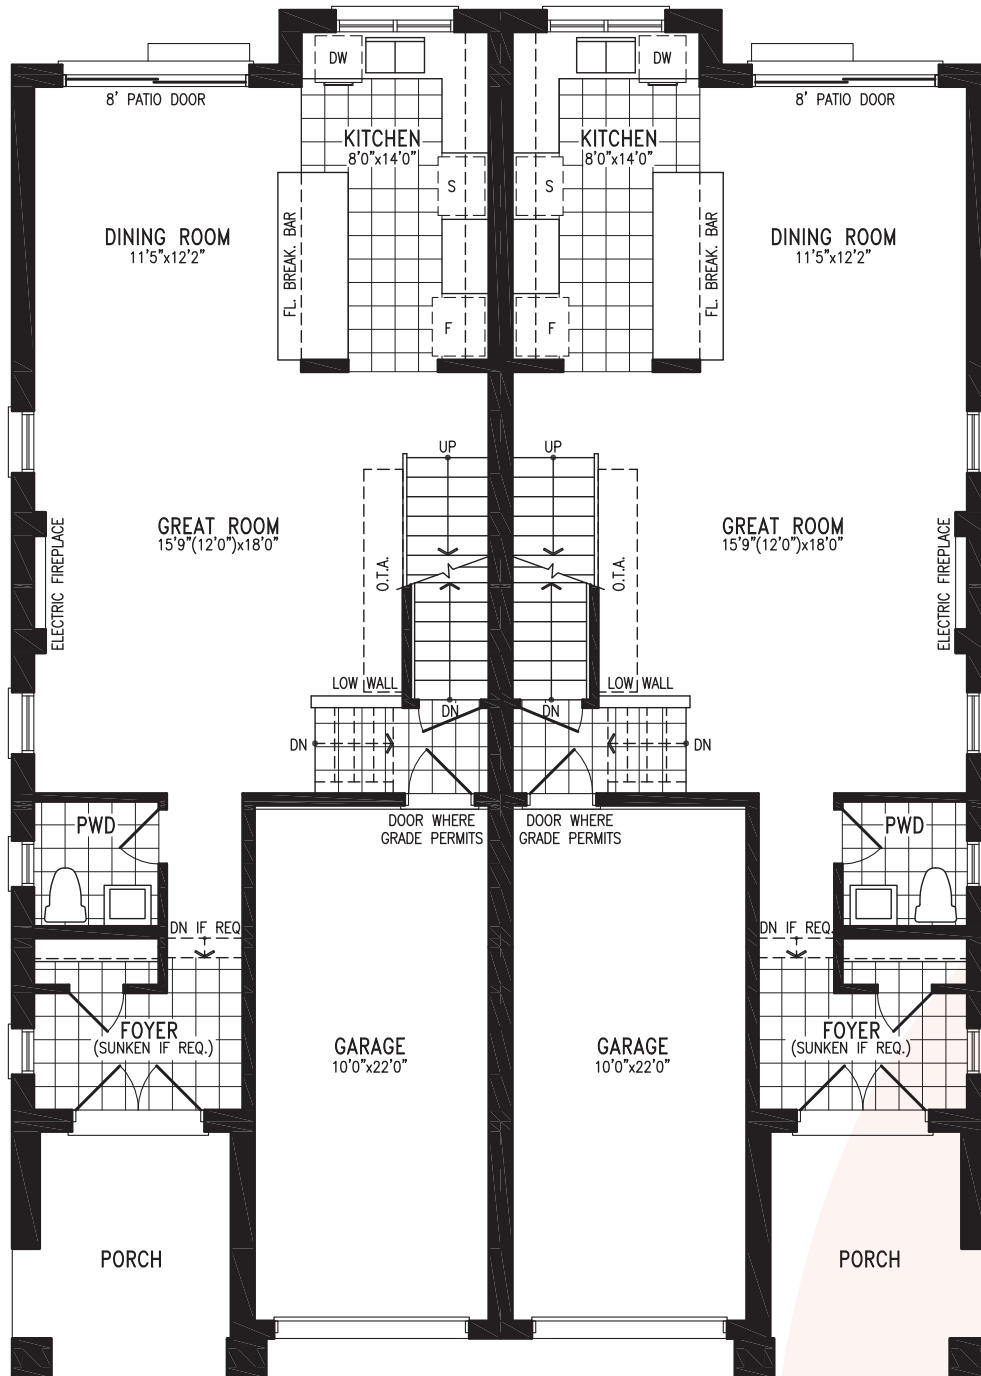 DW
DW
8' PATIO DOOR
8' PATIO DOOR
KITCHEN
8'0"x14'0"
KITCHEN
8'0"x14'0"
S
S
DINING ROOM
11'5"x12'2"
FL. BREAK. BAR
FL. BREAK. BAR
DINING ROOM
11'5"x12'2"
F
F
UP
UP
GREAT ROOM
15'9"(12'0")x18'0"
GREAT ROOM
15'9"(12'0")x18'0"
ELECTRIC FIREPLACE
O.T.A.
O.T.A.
ELECTRIC FIREPLACE
LOW WALL
LOW WALL
DN
DN
DN
DN
DOOR WHERE
GRADE PERMITS
DOOR WHERE
GRADE PERMITS
PWD
PWD
DN IF REQ.
DN IF REQ.
FOYER
(SUNKEN IF REQ.)
FOYER
(SUNKEN IF REQ.)
GARAGE
10'0"x22'0"
GARAGE
10'0"x22'0"
PORCH
PORCH